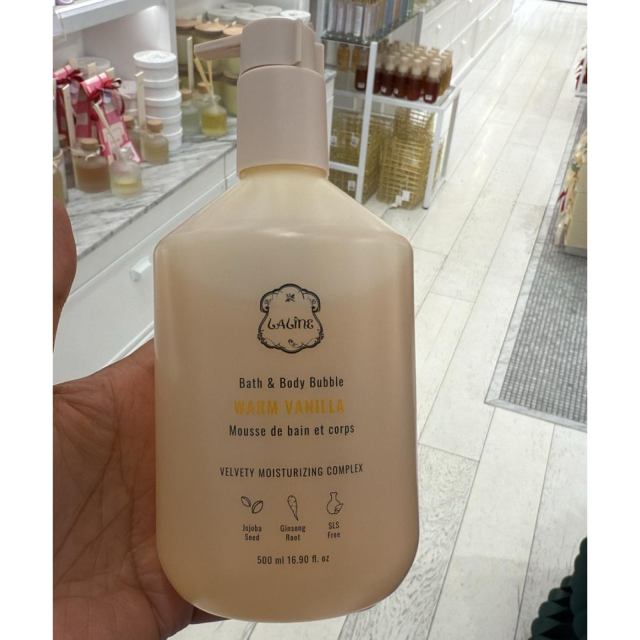 LALINE
Bath & Body Bubble
WARM VANILLA
Mousse de bain et corps
VELVETY MOISTURIZING COMPLEX
Jojoba Seed
Ginseng Root
SLS Free
500 ml 16.90 fl. oz